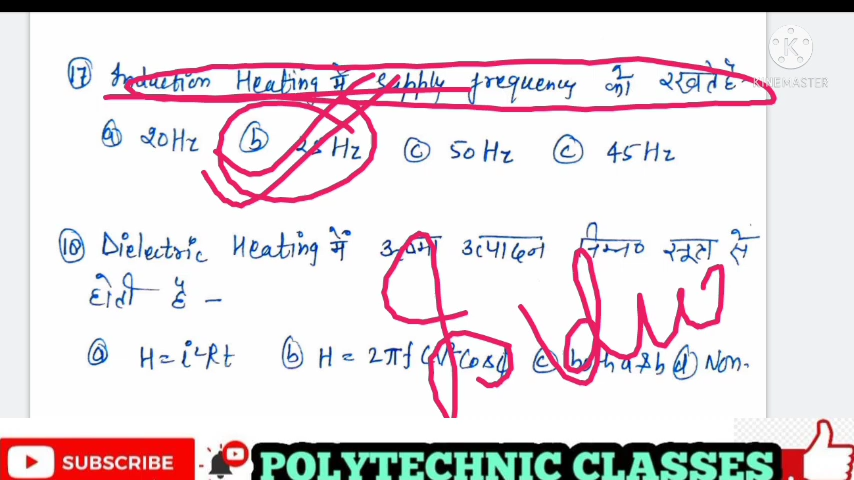 KINEMASTER
(17) Induction Heating में supply frequency को रखते है-
(a) 20Hz (b) 25 Hz (c) 50Hz (c) 45Hz
(18) Dielectric Heating में उत्पादन निम्न सूत्र से
होती है -
(a) H = i²Rt (b) H = 2πf CV² Cosϕ (c) both a & b (d) Non.
SUBSCRIBE
POLYTECHNIC CLASSES.